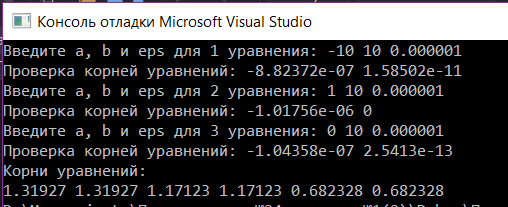 Консоль отладки Microsoft Visual Studio
Введите a, b и eps для 1 уравнения: -10 10 0.000001
Проверка корней уравнений: -8.82372e-07 1.58502e-11
Введите a, b и eps для 2 уравнения: 1 10 0.000001
Проверка корней уравнений: -1.01756e-06 0
Введите a, b и eps для 3 уравнения: 0 10 0.000001
Проверка корней уравнений: -1.04358e-07 2.5413e-13
Корни уравнений:
1.31927 1.31927 1.17123 1.17123 0.682328 0.682328